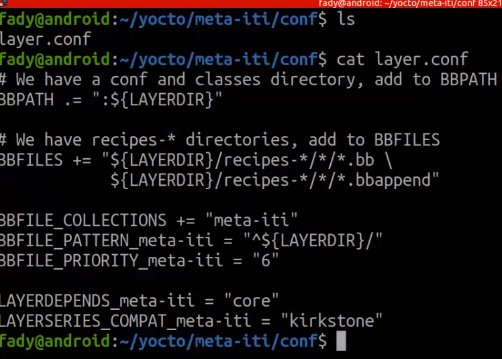 fady@android: ~/yocto/meta-iti/conf 85x21
fady@android:~/yocto/meta-iti/conf$ ls
layer.conf
fady@android:~/yocto/meta-iti/conf$ cat layer.conf
# We have a conf and classes directory, add to BBPATH
BBPATH .= ":${LAYERDIR}"
# We have recipes-* directories, add to BBFILES
BBFILES += "${LAYERDIR}/recipes-*/*/*.bb \
${LAYERDIR}/recipes-*/*/*.bbappend"
BBFILE_COLLECTIONS += "meta-iti"
BBFILE_PATTERN_meta-iti = "^${LAYERDIR}/"
BBFILE_PRIORITY_meta-iti = "6"
LAYERDEPENDS_meta-iti = "core"
LAYERSERIES_COMPAT_meta-iti = "kirkstone"
fady@android:~/yocto/meta-iti/conf$